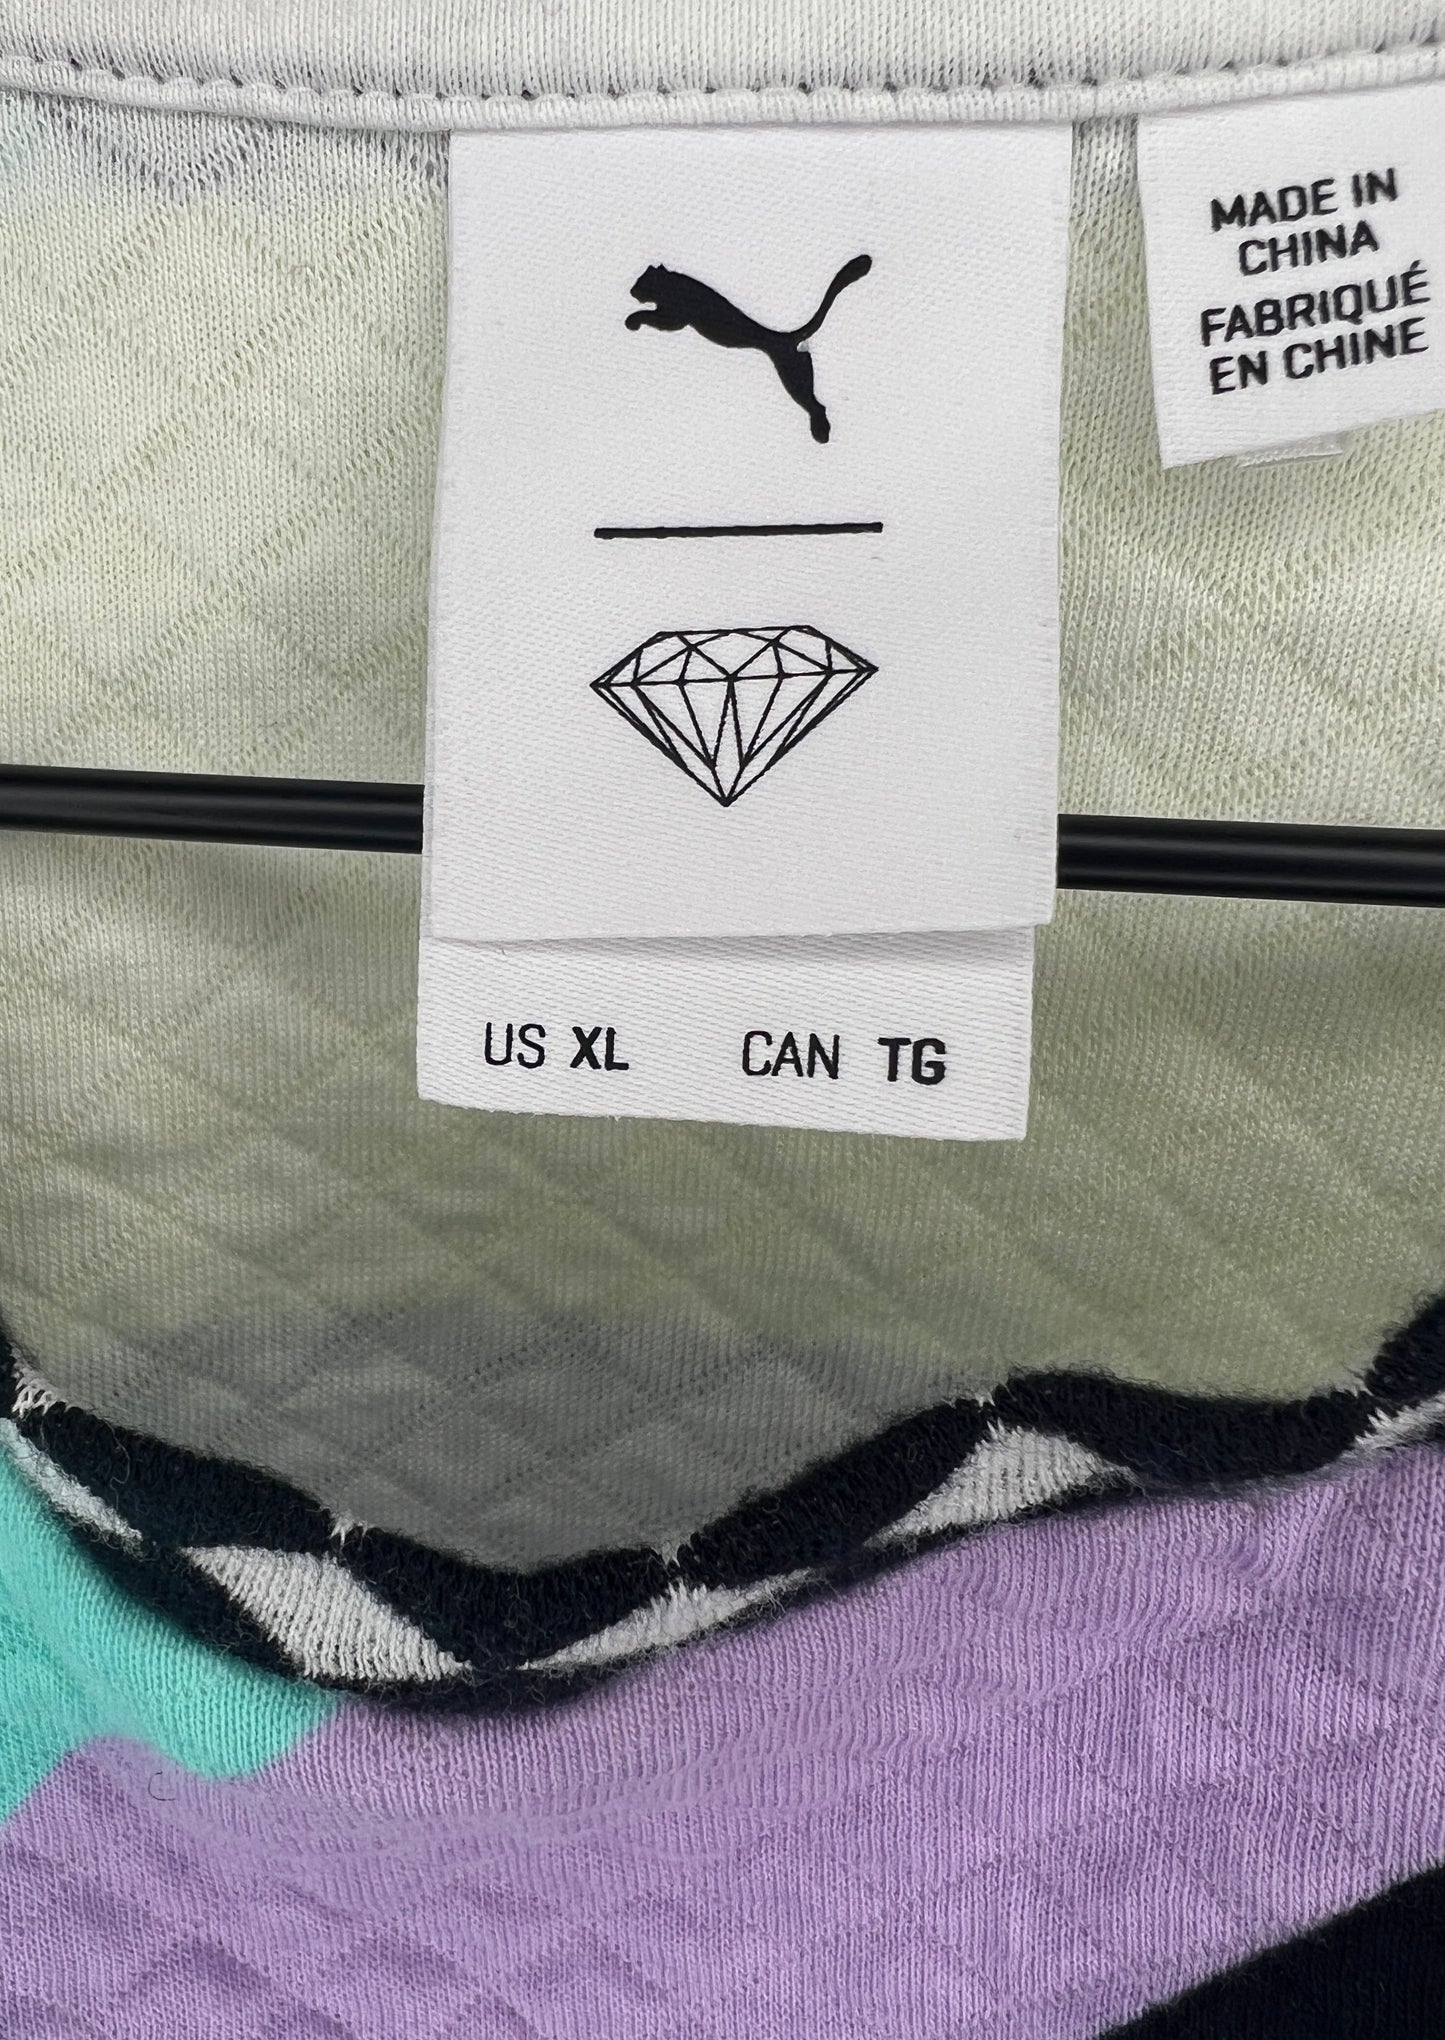 MADE IN
CHINA
FABRIQUÉ
EN CHINE
US XL CAN TG